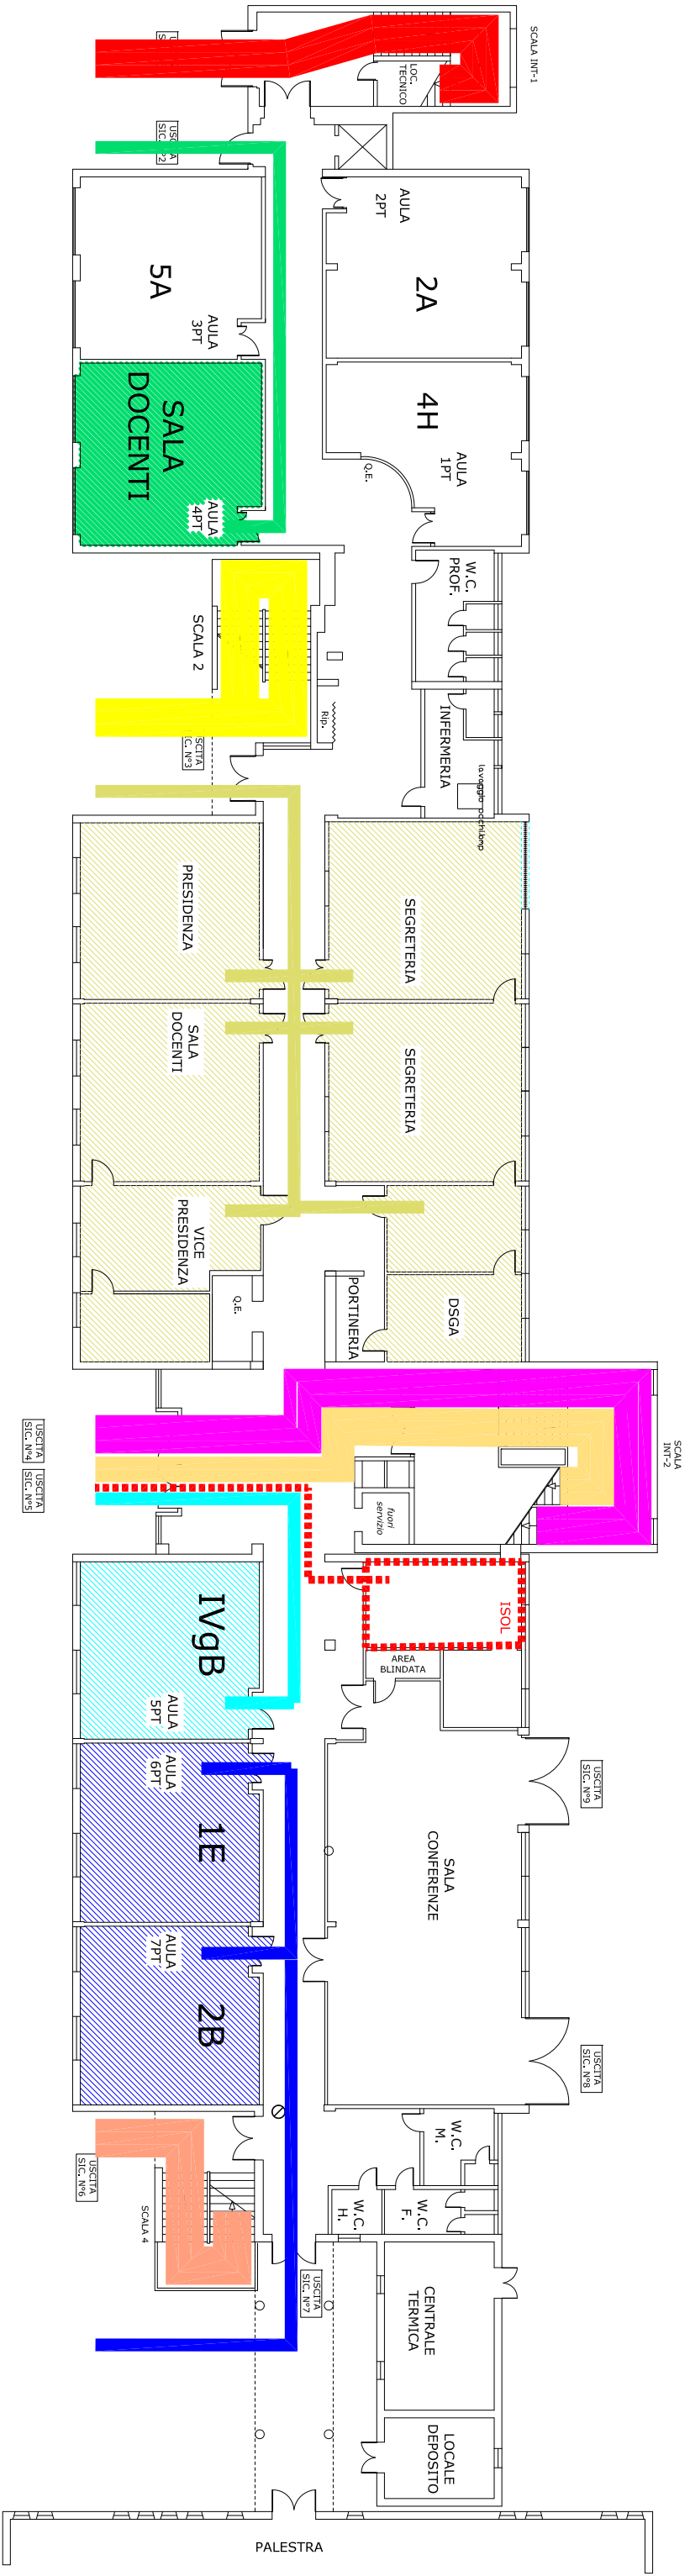 SCALA INT-1
LOC.
TECNICO
SIC. N°2
AULA
2PT
2A
5A
AULA
3PT
4H
AULA
1PT
Q.E.
SALA
DOCENTI
AULA
4PT
W.C.
PROF.
SCALA 2
Rip.
INFERMERIA
lavaggio occhi.bmp
PRESIDENZA
SEGRETERIA
SALA
DOCENTI
SEGRETERIA
VICE
PRESIDENZA
Q.E.
PORTINERIA
DSGA
SCALA
INT-2
USCITA
SIC. N°4
USCITA
SIC. N°5
fuori
servizio
ISOL
AREA
BLINDATA
IVgB
AULA
5PT
AULA
6PT
1E
USCITA
SIC. N°9
SALA
CONFERENZE
AULA
7PT
2B
USCITA
SIC. N°8
W.C.
M.
USCITA
SIC. N°6
SCALA 4
W.C.
H.
W.C.
F.
USCITA
SIC. N°7
CENTRALE
TERMICA
LOCALE
DEPOSITO
PALESTRA